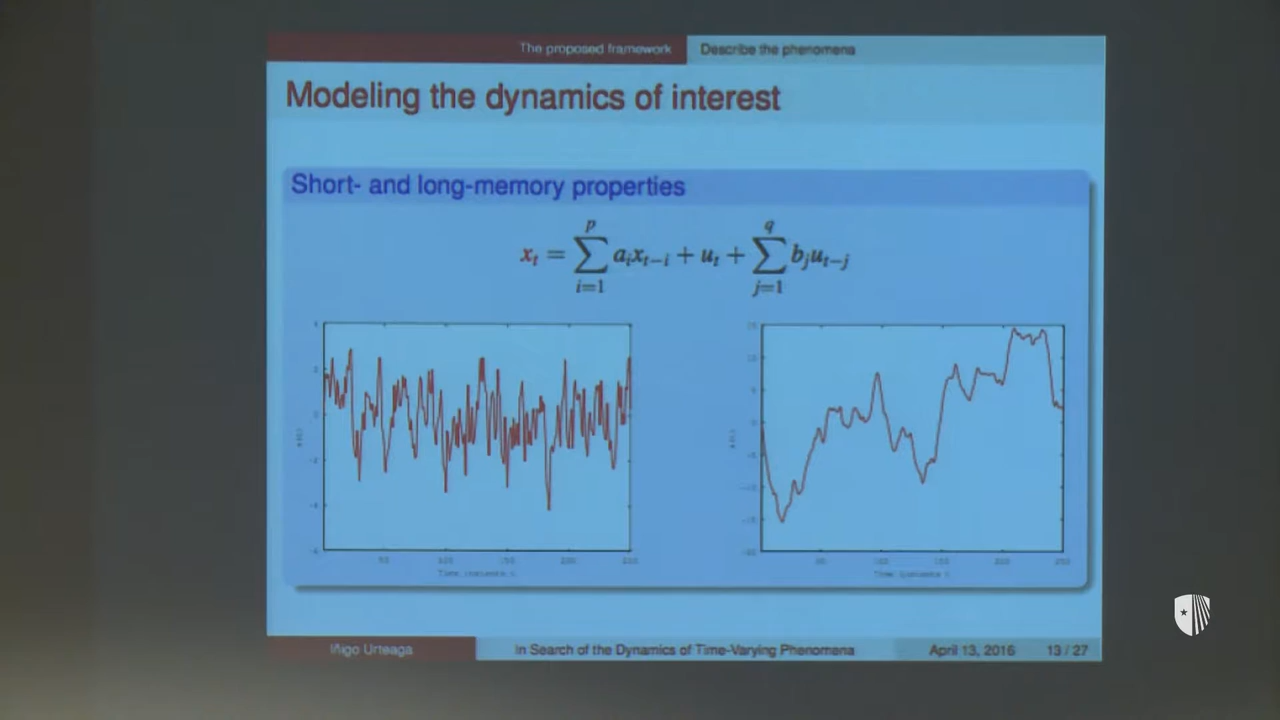 The proposed framework
Describe the phenomena
Modeling the dynamics of interest
Short- and long-memory properties
x_t = \sum_{i=1}^{p} a_i x_{t-i} + u_t + \sum_{j=1}^{q} b_j u_{t-j}
Iñigo Urteaga
In Search of the Dynamics of Time-Varying Phenomena
April 13, 2016
13 / 27